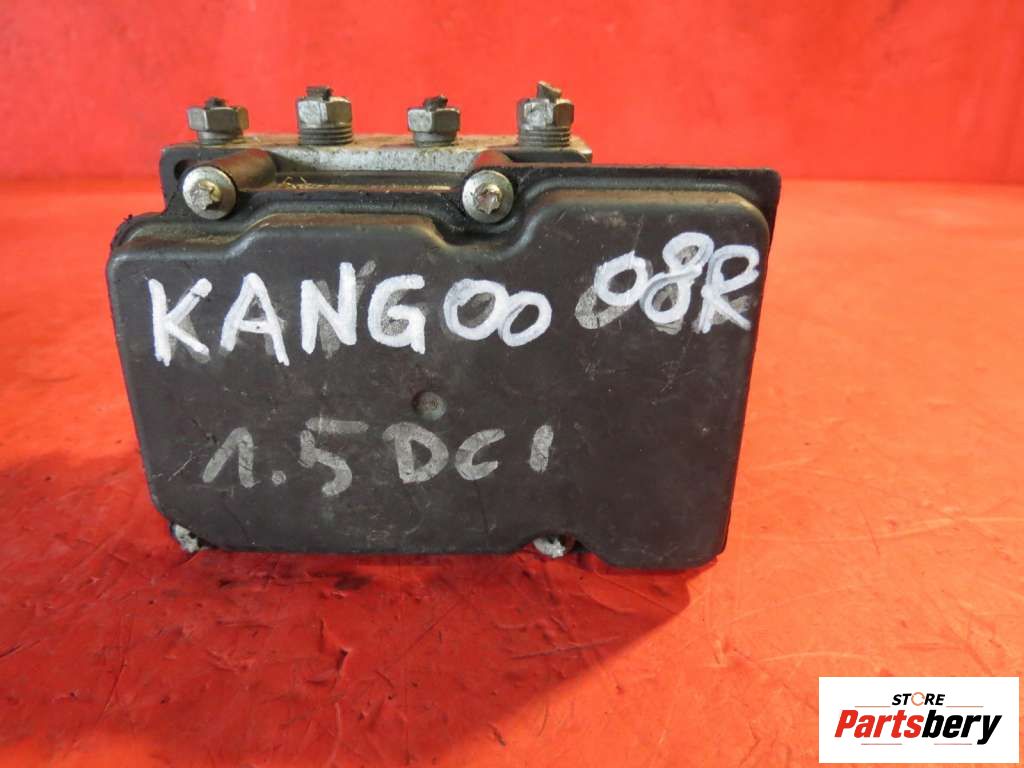 KANGOO 08R
1.5 DCI
STORE
Partsbery